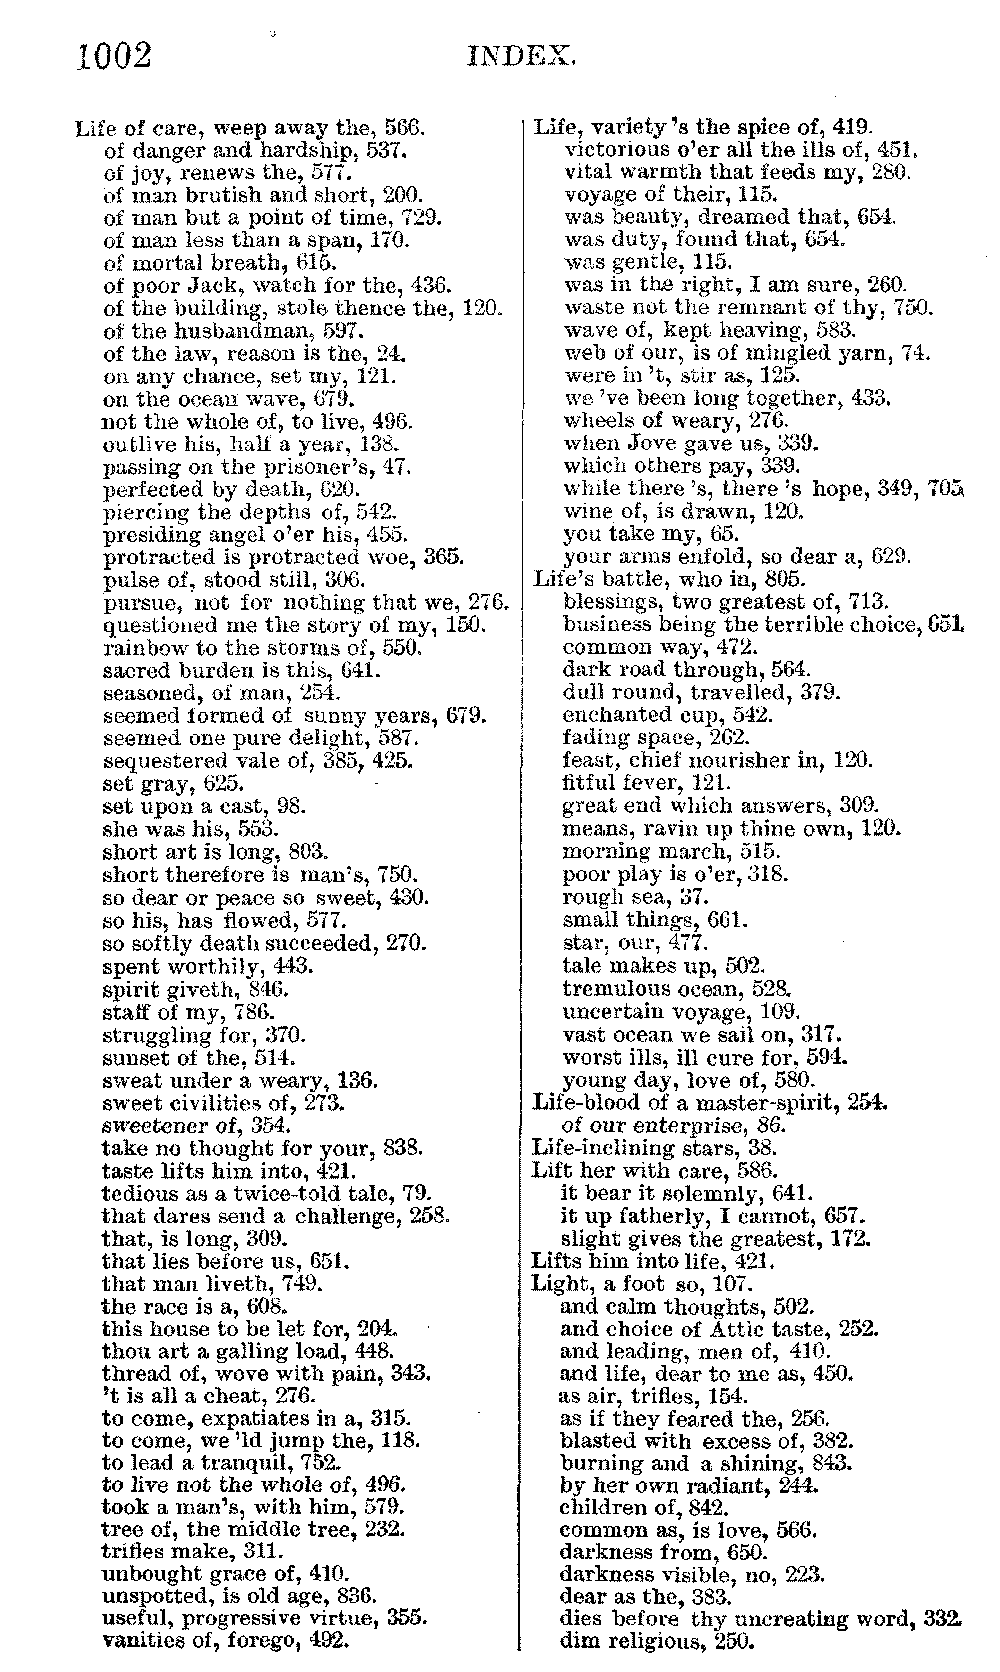 1002
INDEX.
Life of care, weep away the, 566.
of danger and hardship, 537.
of joy, renews the, 577.
of man brutish and short, 200.
of man but a point of time, 729.
of man less than a span, 170.
of mortal breath, 615.
of poor Jack, watch for the, 436.
of the building, stole thence the, 120.
of the husbandman, 597.
of the law, reason is the, 24.
on any chance, set my, 121.
on the ocean wave, 679.
not the whole of, to live, 496.
outlive his, half a year, 138.
passing on the prisoner's, 47.
perfected by death, 620.
piercing the depths of, 542.
presiding angel o'er his, 455.
protracted is protracted woe, 365.
pulse of, stood still, 306.
pursue, not for nothing that we, 276.
questioned me the story of my, 150.
rainbow to the storms of, 550.
sacred burden is this, 641.
seasoned, of man, 254.
seemed formed of sunny years, 679.
seemed one pure delight, 587.
sequestered vale of, 385, 425.
set gray, 625.
set upon a cast, 98.
she was his, 553.
short art is long, 803.
short therefore is man's, 750.
so dear or peace so sweet, 430.
so his, has flowed, 577.
so softly death succeeded, 270.
spent worthily, 443.
spirit giveth, 846.
staff of my, 786.
struggling for, 370.
sunset of the, 514.
sweat under a weary, 136.
sweet civilities of, 273.
sweetener of, 354.
take no thought for your, 838.
taste lifts him into, 421.
tedious as a twice-told tale, 79.
that dares send a challenge, 258.
that, is long, 309.
that lies before us, 651.
that man liveth, 749.
the race is a, 608.
this house to be let for, 204.
thou art a galling load, 448.
thread of, wove with pain, 343.
't is all a cheat, 276.
to come, expatiates in a, 315.
to come, we 'ld jump the, 118.
to lead a tranquil, 752.
to live not the whole of, 496.
took a man's, with him, 579.
tree of, the middle tree, 232.
trifles make, 311.
unbought grace of, 410.
unspotted, is old age, 836.
useful, progressive virtue, 355.
vanities of, forego, 492.
Life, variety 's the spice of, 419.
victorious o'er all the ills of, 451.
vital warmth that feeds my, 280.
voyage of their, 115.
was beauty, dreamed that, 654.
was duty, found that, 654.
was gentle, 115.
was in the right, I am sure, 260.
waste not the remnant of thy, 750.
wave of, kept heaving, 583.
web of our, is of mingled yarn, 74.
were in 't, stir as, 125.
we 've been long together, 433.
wheels of weary, 276.
when Jove gave us, 339.
which others pay, 339.
while there 's, there 's hope, 349, 705.
wine of, is drawn, 120.
you take my, 65.
your arms enfold, so dear a, 629.
Life's battle, who in, 805.
blessings, two greatest of, 713.
business being the terrible choice, 651.
common way, 472.
dark road through, 564.
dull round, travelled, 379.
enchanted cup, 542.
fading space, 262.
feast, chief nourisher in, 120.
fitful fever, 121.
great end which answers, 309.
means, ravin up thine own, 120.
morning march, 515.
poor play is o'er, 318.
rough sea, 37.
small things, 661.
star, our, 477.
tale makes up, 502.
tremulous ocean, 528.
uncertain voyage, 109.
vast ocean we sail on, 317.
worst ills, ill cure for, 594.
young day, love of, 580.
Life-blood of a master-spirit, 254.
of our enterprise, 86.
Life-inclining stars, 38.
Lift her with care, 586.
it bear it solemnly, 641.
it up fatherly, I cannot, 657.
slight gives the greatest, 172.
Lifts him into life, 421.
Light, a foot so, 107.
and calm thoughts, 502.
and choice of Attic taste, 252.
and leading, men of, 410.
and life, dear to me as, 450.
as air, trifles, 154.
as if they feared the, 256.
blasted with excess of, 382.
burning and a shining, 843.
by her own radiant, 244.
children of, 842.
common as, is love, 566.
darkness from, 650.
darkness visible, no, 223.
dear as the, 383.
dies before thy uncreating word, 332.
dim religious, 250.